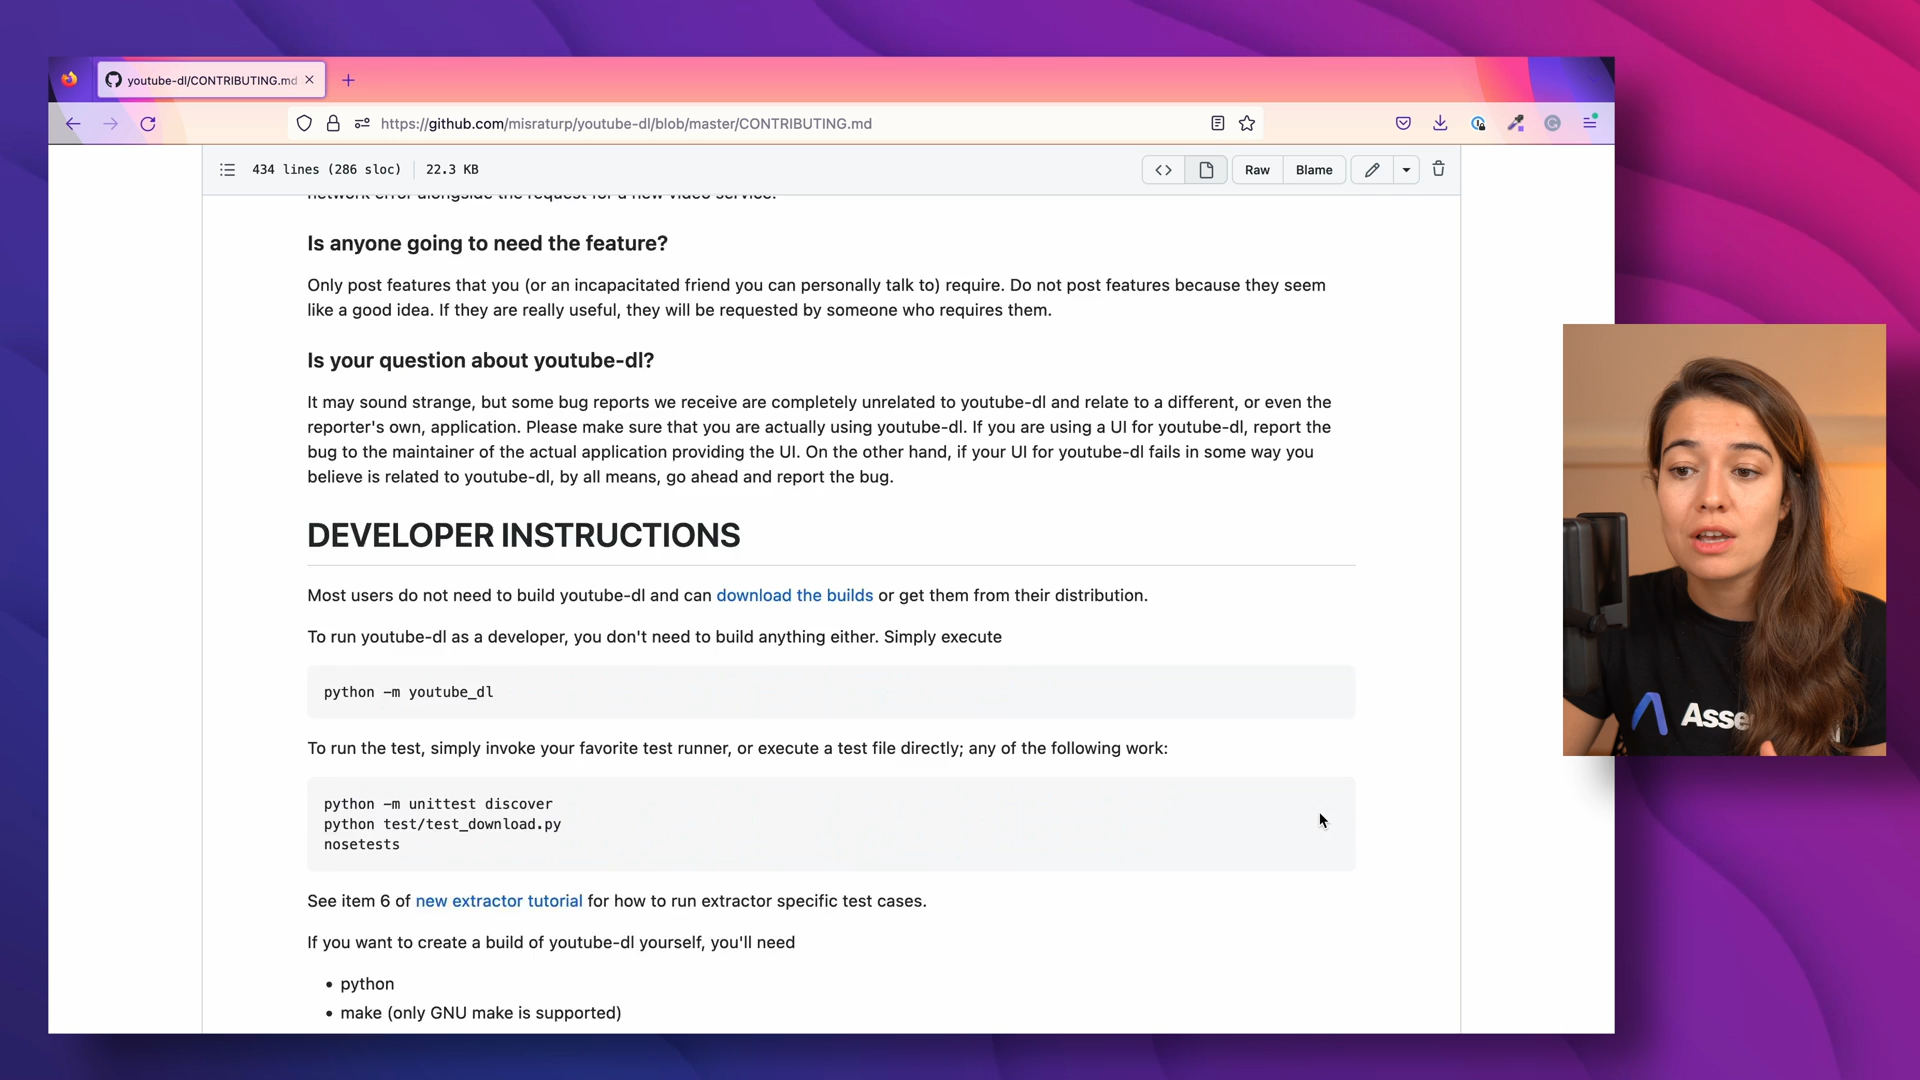 youtube-dl/CONTRIBUTING.md
https://github.com/misraturp/youtube-dl/blob/master/CONTRIBUTING.md
434 lines (286 sloc) 22.3 KB
Raw Blame
network error alongside the request for a new video service.
Is anyone going to need the feature?
Only post features that you (or an incapacitated friend you can personally talk to) require. Do not post features because they seem
like a good idea. If they are really useful, they will be requested by someone who requires them.
Is your question about youtube-dl?
It may sound strange, but some bug reports we receive are completely unrelated to youtube-dl and relate to a different, or even the
reporter's own, application. Please make sure that you are actually using youtube-dl. If you are using a UI for youtube-dl, report the
bug to the maintainer of the actual application providing the UI. On the other hand, if your UI for youtube-dl fails in some way you
believe is related to youtube-dl, by all means, go ahead and report the bug.
DEVELOPER INSTRUCTIONS
Most users do not need to build youtube-dl and can download the builds or get them from their distribution.
To run youtube-dl as a developer, you don't need to build anything either. Simply execute
python -m youtube_dl
To run the test, simply invoke your favorite test runner, or execute a test file directly; any of the following work:
python -m unittest discover
python test/test_download.py
nosetests
See item 6 of new extractor tutorial for how to run extractor specific test cases.
If you want to create a build of youtube-dl yourself, you'll need
• python
• make (only GNU make is supported)
Asse